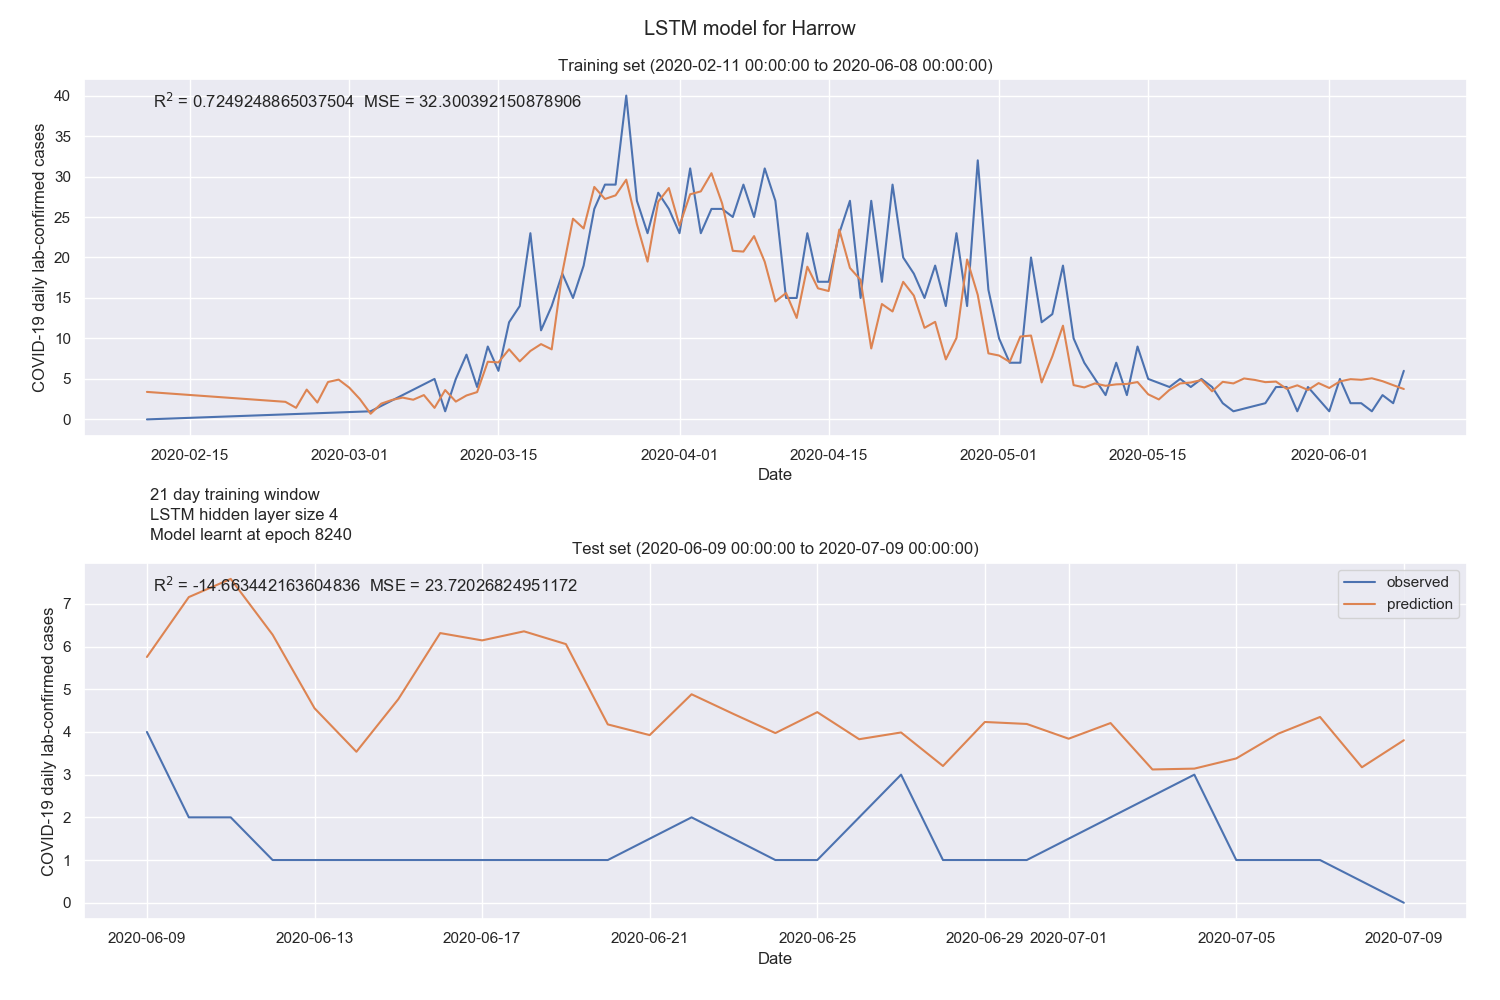 LSTM model for Harrow
Training set (2020-02-11 00:00:00 to 2020-06-08 00:00:00)
R² = 0.7249248865037504 MSE = 32.300392150878906
COVID-19 daily lab-confirmed cases
40
35
30
25
20
15
10
5
0
2020-02-15 2020-03-01 2020-03-15 2020-04-01 2020-04-15 2020-05-01 2020-05-15 2020-06-01
Date
21 day training window
LSTM hidden layer size 4
Model learnt at epoch 8240
Test set (2020-06-09 00:00:00 to 2020-07-09 00:00:00)
R² = -14.663442163604836 MSE = 23.72026824951172
observed
prediction
COVID-19 daily lab-confirmed cases
7
6
5
4
3
2
1
0
2020-06-09 2020-06-13 2020-06-17 2020-06-21 2020-06-25 2020-06-29 2020-07-01 2020-07-05 2020-07-09
Date